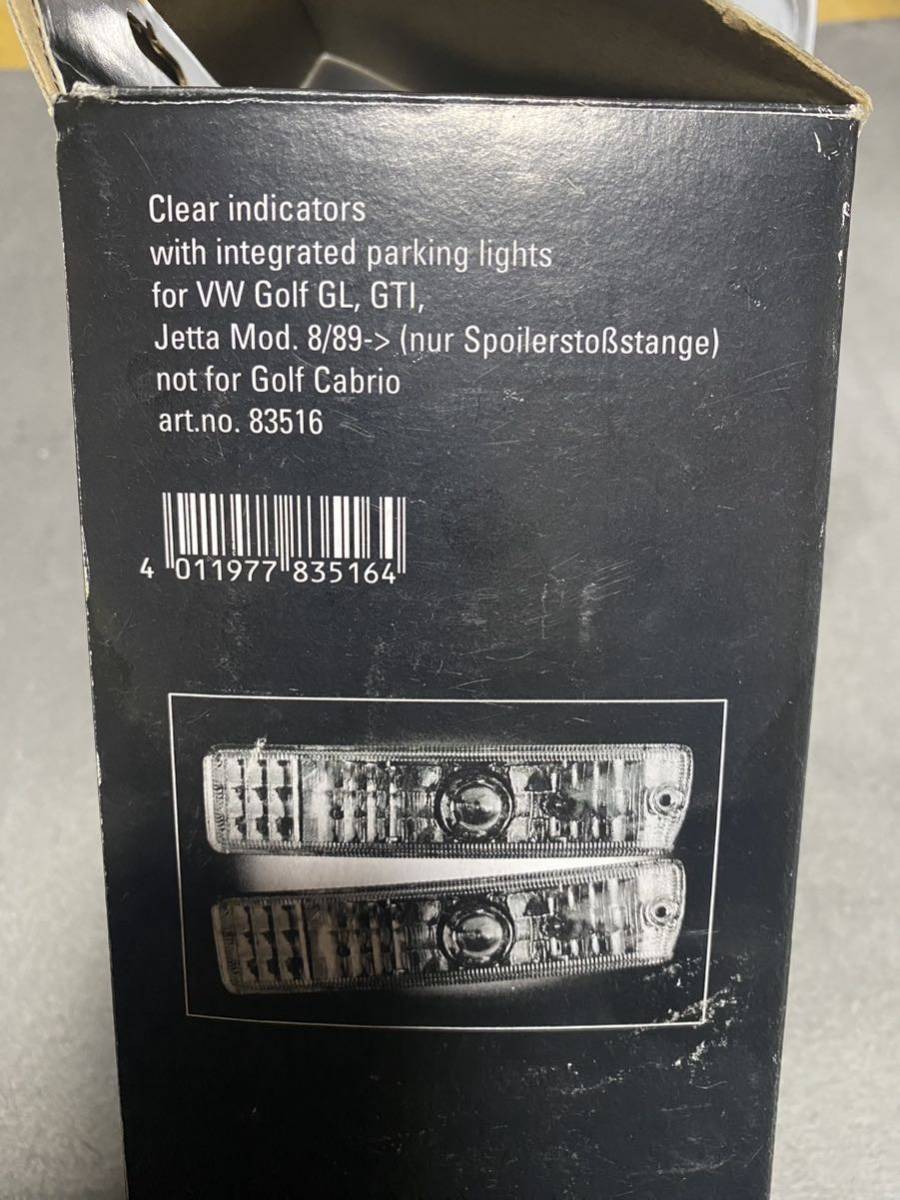 Clear indicators
with integrated parking lights
for VW Golf GL, GTI,
Jetta Mod. 8/89-> (nur Spoilerstoßstange)
not for Golf Cabrio
art.no. 83516
4 011977 835164